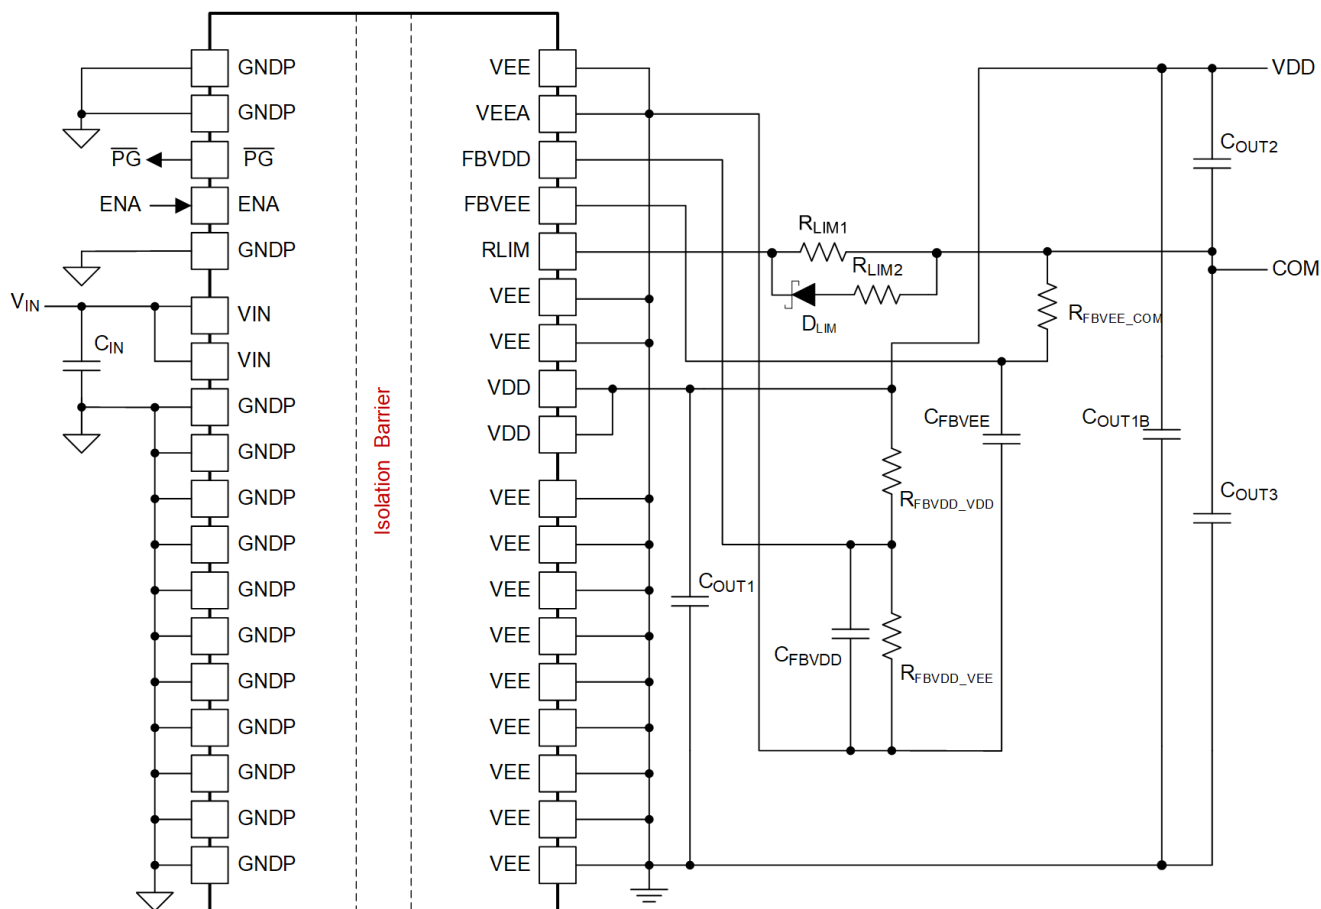 GNDP VEE VDD
GNDP VEEA
PG PG FBVDD COUT2
ENA ENA FBVEE
RLIM1
GNDP RLIM
RLIM2 COM
VIN VEE
VIN RFBVEE_COM
DLIM
CIN VEE
VIN
VDD
GNDP
CFBVEE COUT1B
VDD
GNDP
Isolation Barrier
COUT3
GNDP VEE RFBVDD_VDD
GNDP VEE
COUT1
GNDP VEE
GNDP VEE
CFBVDD
RFBVDD_VEE
GNDP VEE
GNDP VEE
GNDP VEE
GNDP VEE
GNDP VEE